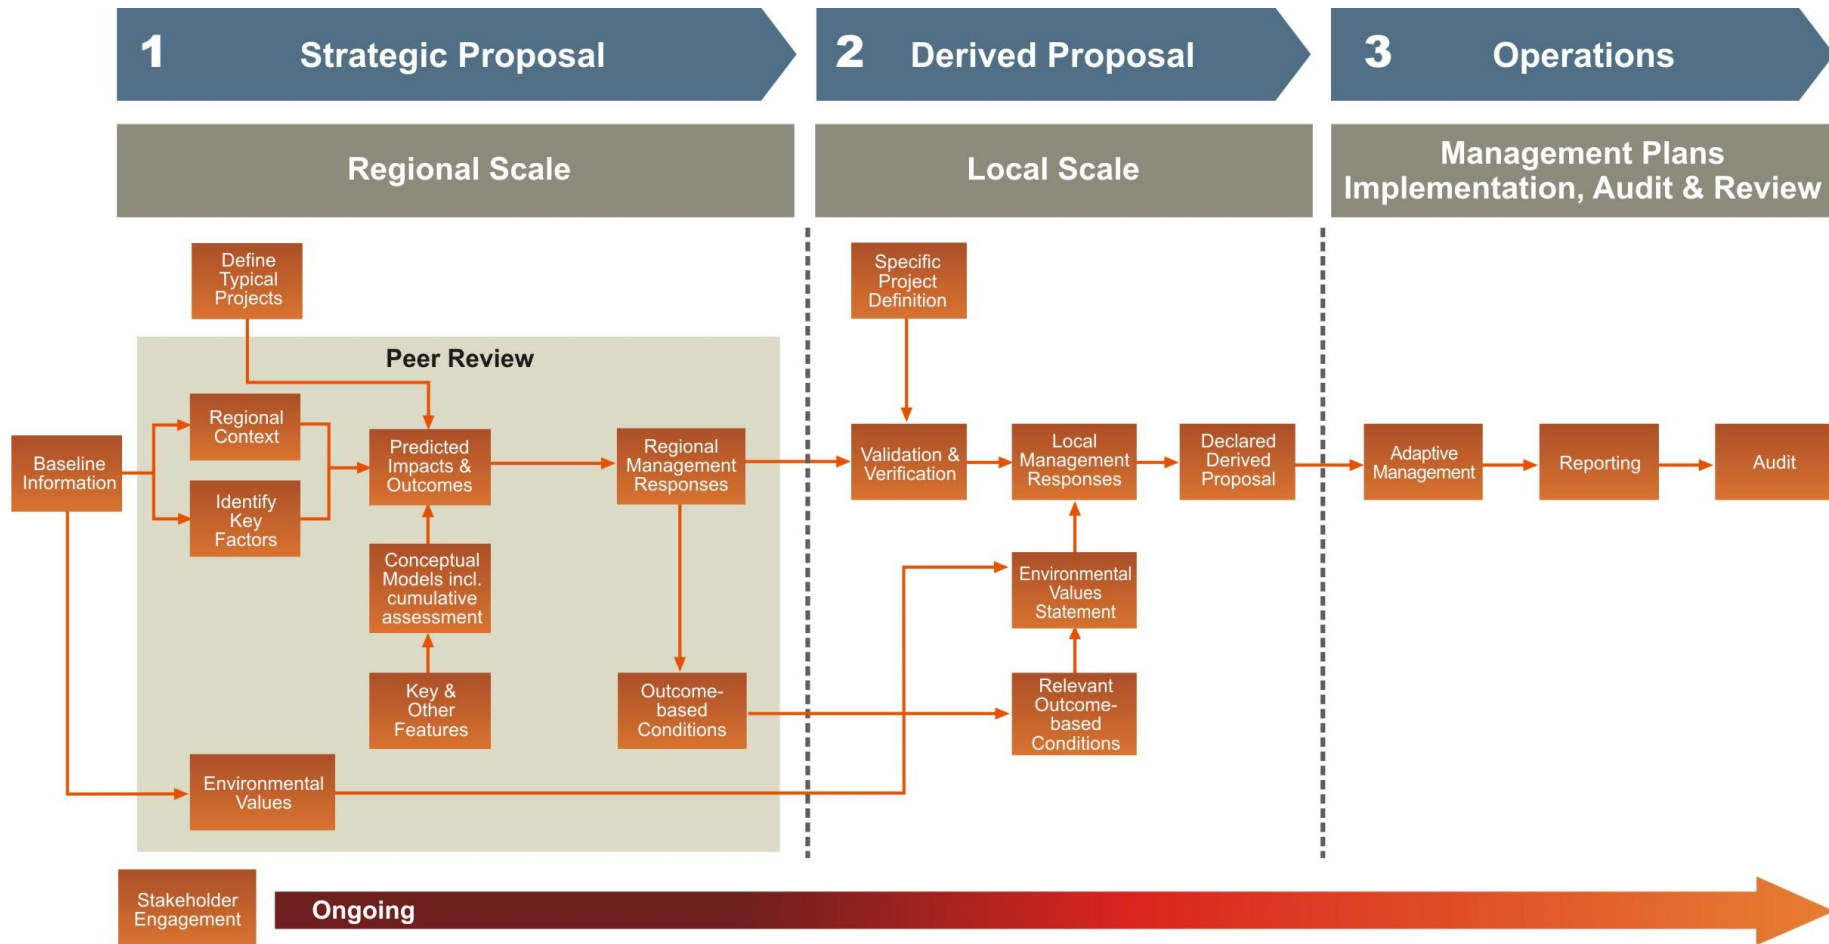 1 Strategic Proposal
2 Derived Proposal
3 Operations
Regional Scale
Local Scale
Management Plans
Implementation, Audit & Review
Define
Typical
Projects
Specific
Project
Definition
Peer Review
Baseline
Information
Regional
Context
Identify
Key
Factors
Predicted
Impacts &
Outcomes
Conceptual
Models incl.
cumulative
assessment
Key &
Other
Features
Regional
Management
Responses
Outcome-
based
Conditions
Environmental
Values
Validation &
Verification
Local
Management
Responses
Declared
Derived
Proposal
Environmental
Values
Statement
Relevant
Outcome-
based
Conditions
Adaptive
Management
Reporting
Audit
Stakeholder
Engagement
Ongoing